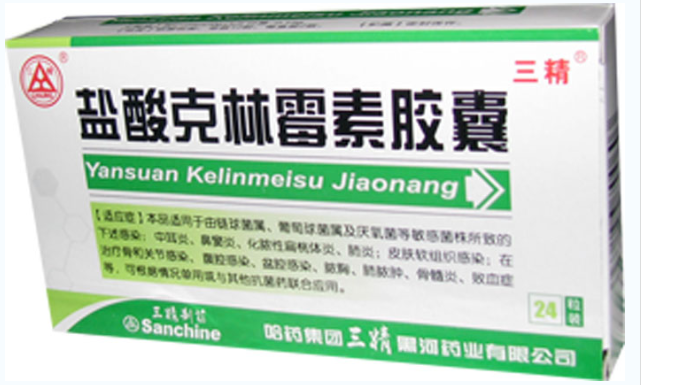 三精®
盐酸克林霉素胶囊
Yansuan Kelinmeisu Jiaonang
【适应症】本品适用于由链球菌属、葡萄球菌属及厌氧菌等敏感菌株所致的
下述感染：中耳炎、鼻窦炎、化脓性扁桃体炎、肺炎；皮肤软组织感染；在
治疗骨和关节感染、腹腔感染、盆腔感染、脓胸、肺脓肿、骨髓炎、败血症
等，可根据情况单用或与其他抗菌药联合应用。
24粒装
三精制药
Sanchine
哈药集团三精黑河药业有限公司